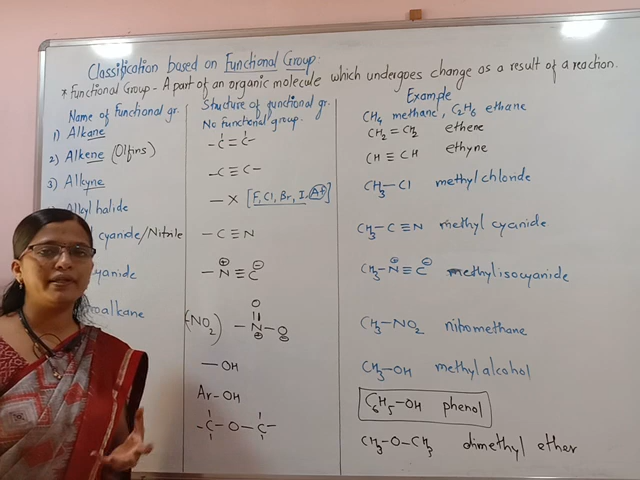 Classification based on Functional Group:
* Functional Group - A part of an organic molecule which undergoes change as a result of a reaction.
Name of Functional gr. Structure of functional gr. Example
1) Alkane No Functional group. CH4 methane, C2H6 ethane
2) Alkene (Olfins) -C=C- CH2=CH2 ethene
3) Alkyne -C≡C- CH≡CH ethyne
Alkyl halide -X [F, Cl, Br, I, At] CH3-Cl methyl chloride
cyanide/Nitrile -C≡N CH3-C≡N methyl cyanide
cyanide -N⊕≡C⊖ CH3-N⊕≡C⊖ methyl isocyanide
oalkane (-NO2) O=N⊕-O⊖ CH3-NO2 nitromethane
-OH CH3-OH methyl alcohol
Ar-OH C6H5-OH phenol
-C-O-C- CH3-O-CH3 dimethyl ether